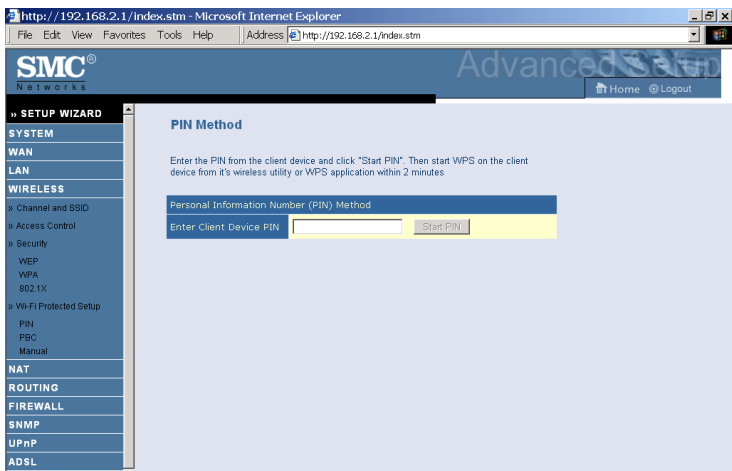 http://192.168.2.1/index.stm - Microsoft Internet Explorer
File Edit View Favorites Tools Help Address http://192.168.2.1/index.stm
SMC®
Networks
Advanced Setup
Home Logout
» SETUP WIZARD
SYSTEM
WAN
LAN
WIRELESS
» Channel and SSID
» Access Control
» Security
WEP
WPA
802.1X
» Wi-Fi Protected Setup
PIN
PBC
Manual
NAT
ROUTING
FIREWALL
SNMP
UPnP
ADSL
PIN Method
Enter the PIN from the client device and click "Start PIN". Then start WPS on the client
device from it's wireless utility or WPS application within 2 minutes
Personal Information Number (PIN) Method
Enter Client Device PIN Start PIN